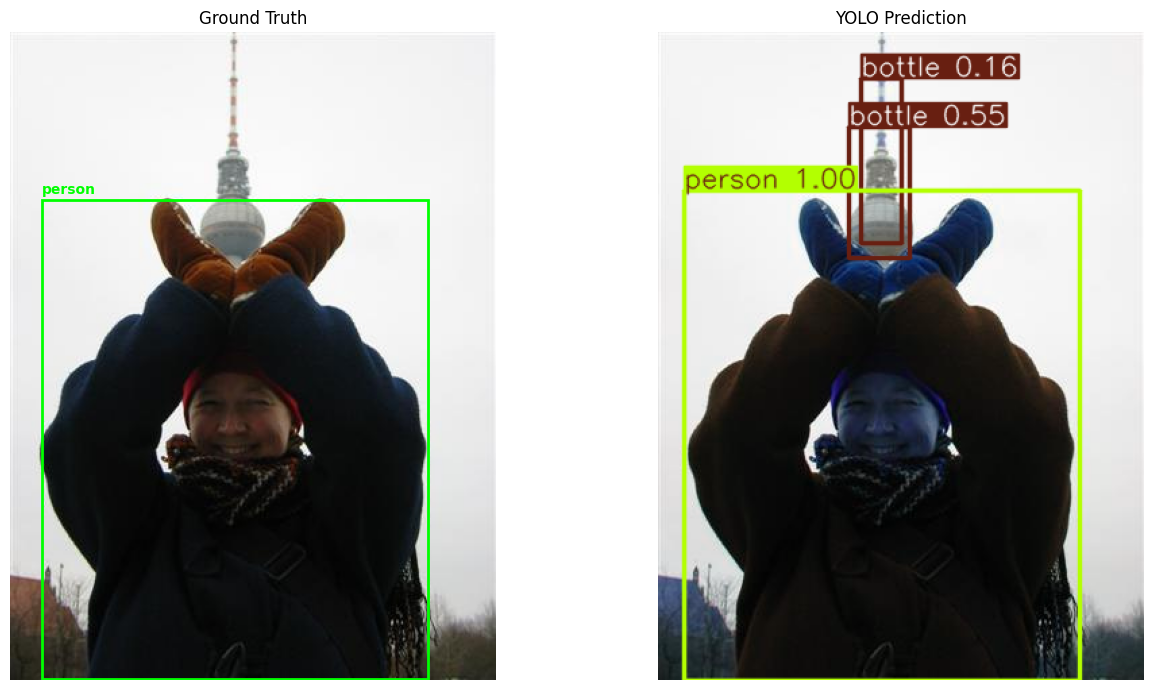 Ground Truth
YOLO Prediction
bottle 0.16
bottle 0.55
person 1.00
person